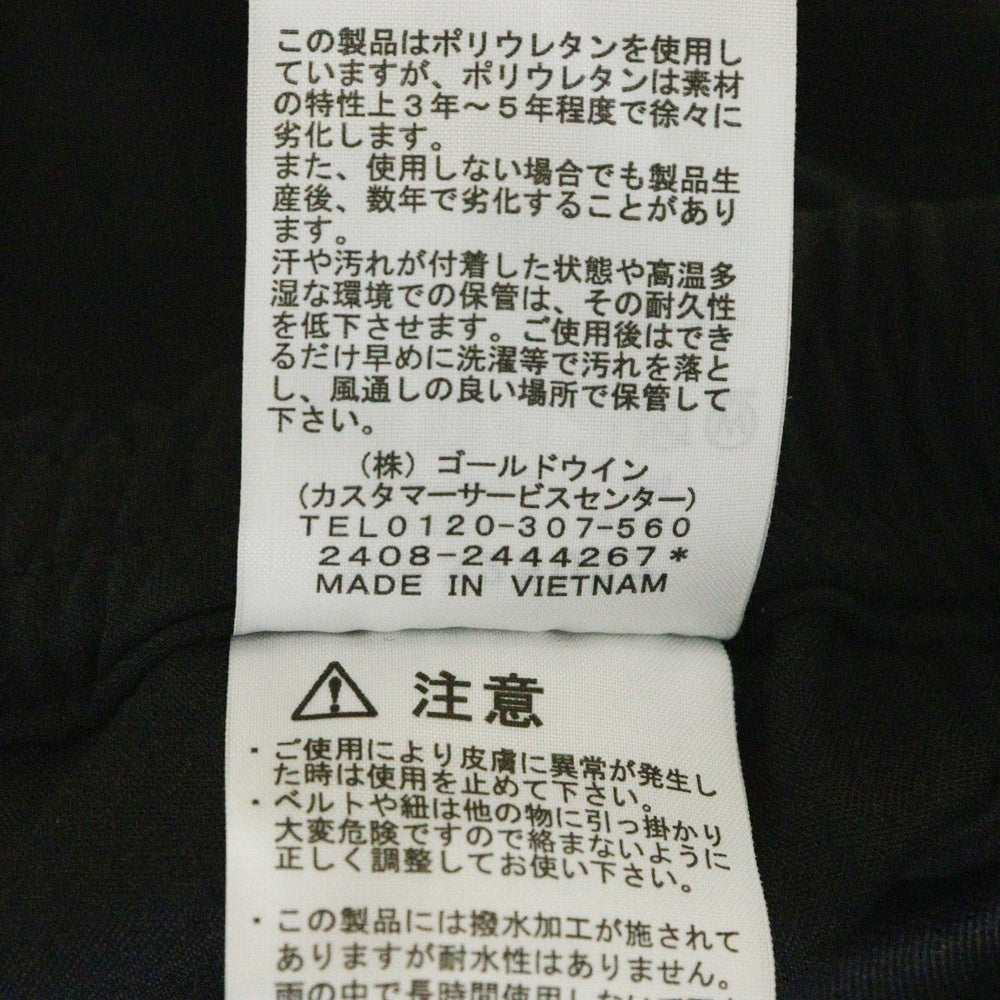 この製品はポリウレタンを使用し
ていますが、ポリウレタンは素材
の特性上3年〜5年程度で徐々に
劣化します。
また、使用しない場合でも製品生
産後、数年で劣化することがあり
ます。
汗や汚れが付着した状態や高温多
湿な環境での保管は、その耐久性
を低下させます。ご使用後はでき
るだけ早めに洗濯等で汚れを落と
し、風通しの良い場所で保管して
下さい。
(株)ゴールドウイン
(カスタマーサービスセンター)
TEL0120-307-560
2408-2444267*
MADE IN VIETNAM
注意
・ご使用により皮膚に異常が発生し
た時は使用を止めて下さい。
・ベルトや紐は他の物に引っ掛かり
大変危険ですので絡まないように
正しく調整してお使い下さい。
・この製品には撥水加工が施されて
ありますが耐水性はありません。
雨の中で長時間使用しないで下